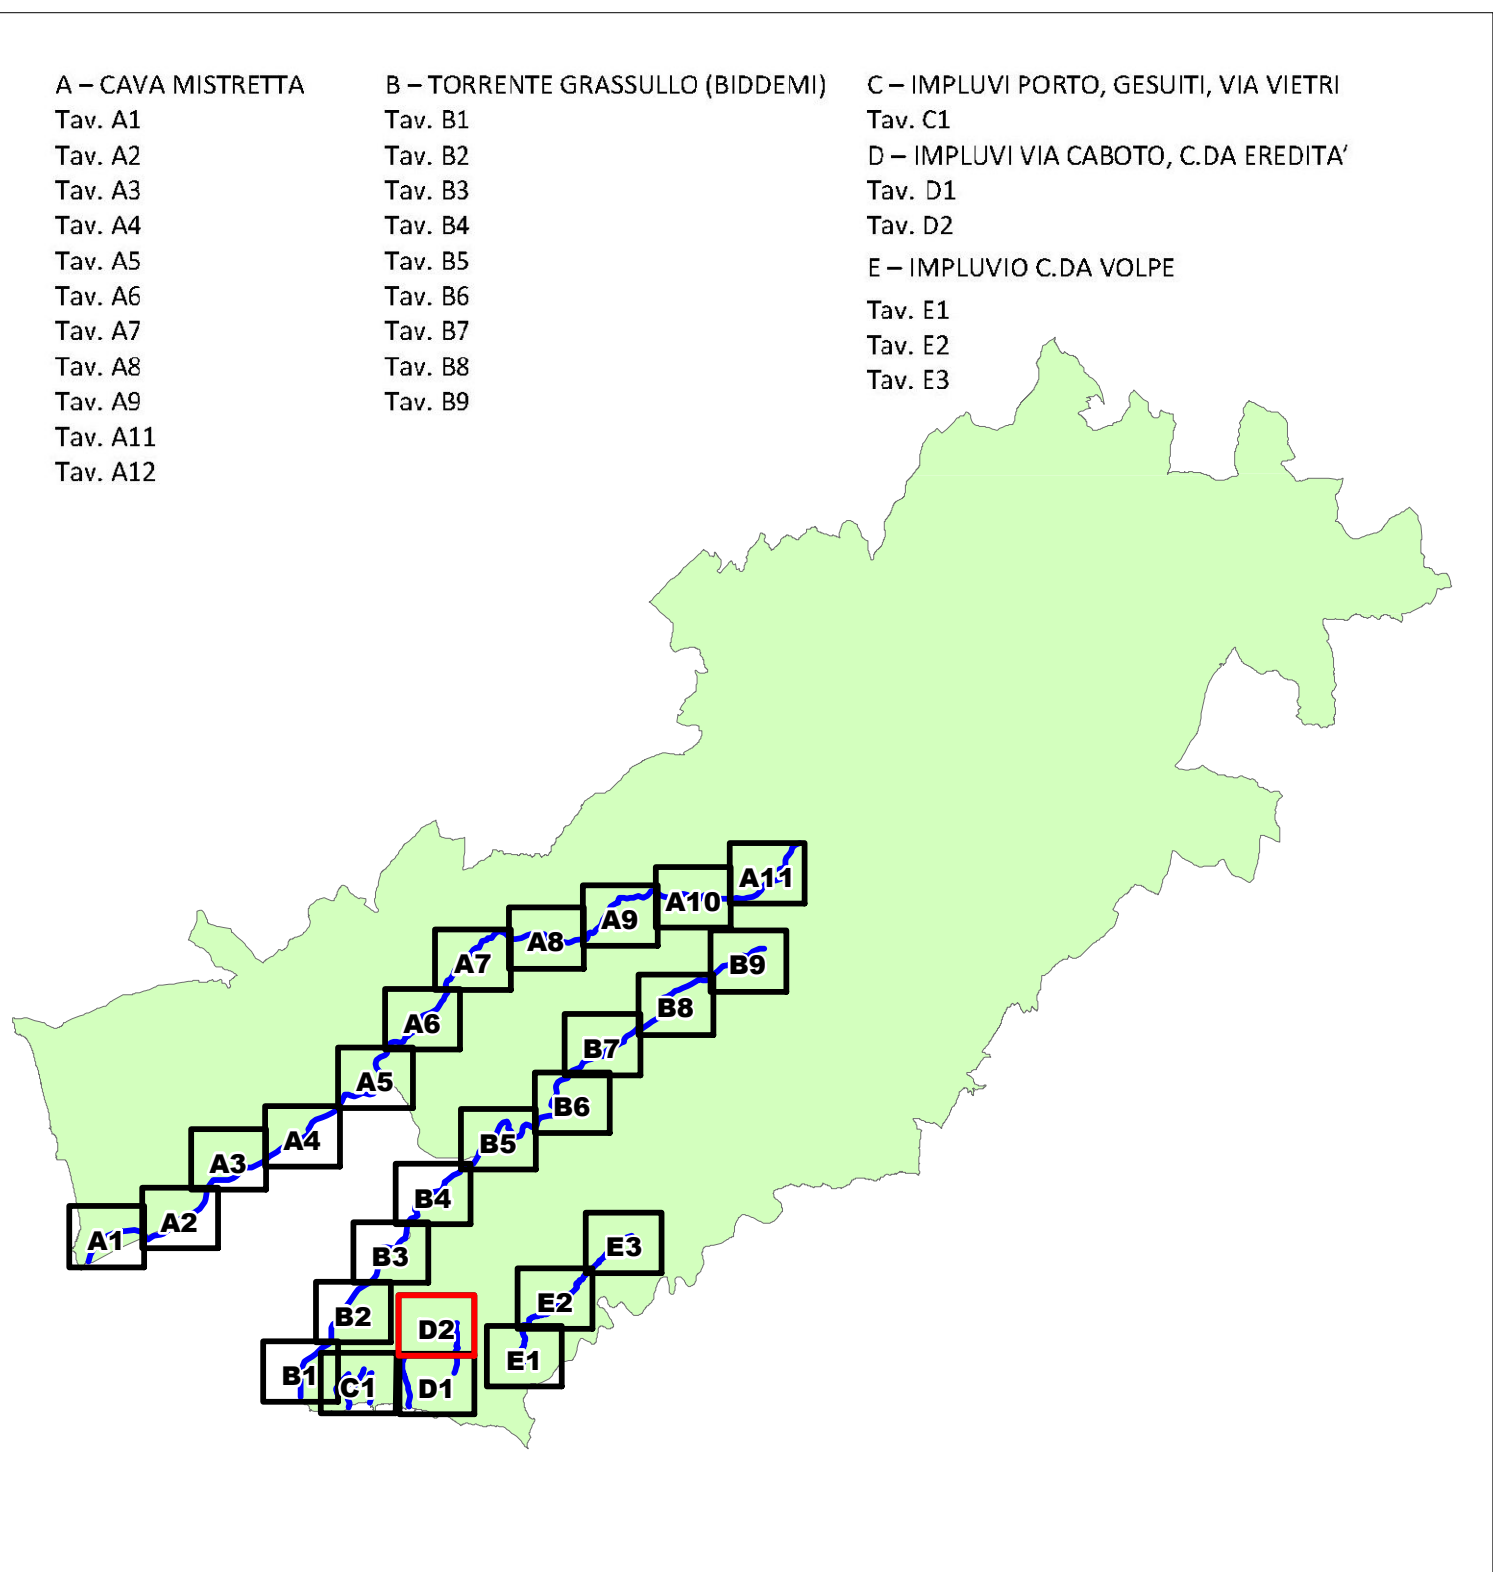 A – CAVA MISTRETTA
Tav. A1
Tav. A2
Tav. A3
Tav. A4
Tav. A5
Tav. A6
Tav. A7
Tav. A8
Tav. A9
Tav. A11
Tav. A12
B – TORRENTE GRASSULLO (BIDDEMI)
Tav. B1
Tav. B2
Tav. B3
Tav. B4
Tav. B5
Tav. B6
Tav. B7
Tav. B8
Tav. B9
C – IMPLUVI PORTO, GESUITI, VIA VIETRI
Tav. C1
D – IMPLUVI VIA CABOTO, C.DA EREDITA’
Tav. D1
Tav. D2
E – IMPLUVIO C.DA VOLPE
Tav. E1
Tav. E2
Tav. E3
A11
A10
A9
A8
A7
B9
B8
A6
B7
A5
B6
A4
B5
A3
B4
A2
A1
B3
E3
E2
B2
D2
E1
B1
C1
D1